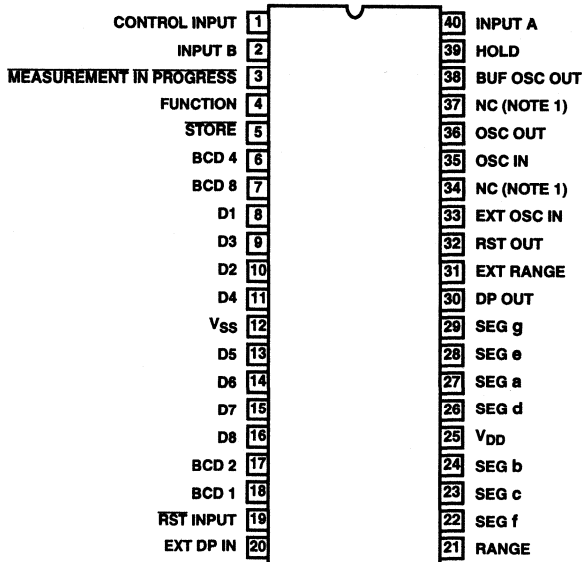 CONTROL INPUT 1 40 INPUT A
INPUT B 2 39 HOLD
MEASUREMENT IN PROGRESS 3 38 BUF OSC OUT
FUNCTION 4 37 NC (NOTE 1)
STORE 5 36 OSC OUT
BCD 4 6 35 OSC IN
BCD 8 7 34 NC (NOTE 1)
D1 8 33 EXT OSC IN
D3 9 32 RST OUT
D2 10 31 EXT RANGE
D4 11 30 DP OUT
VSS 12 29 SEG g
D5 13 28 SEG e
D6 14 27 SEG a
D7 15 26 SEG d
D8 16 25 VDD
BCD 2 17 24 SEG b
BCD 1 18 23 SEG c
RST INPUT 19 22 SEG f
EXT DP IN 20 21 RANGE